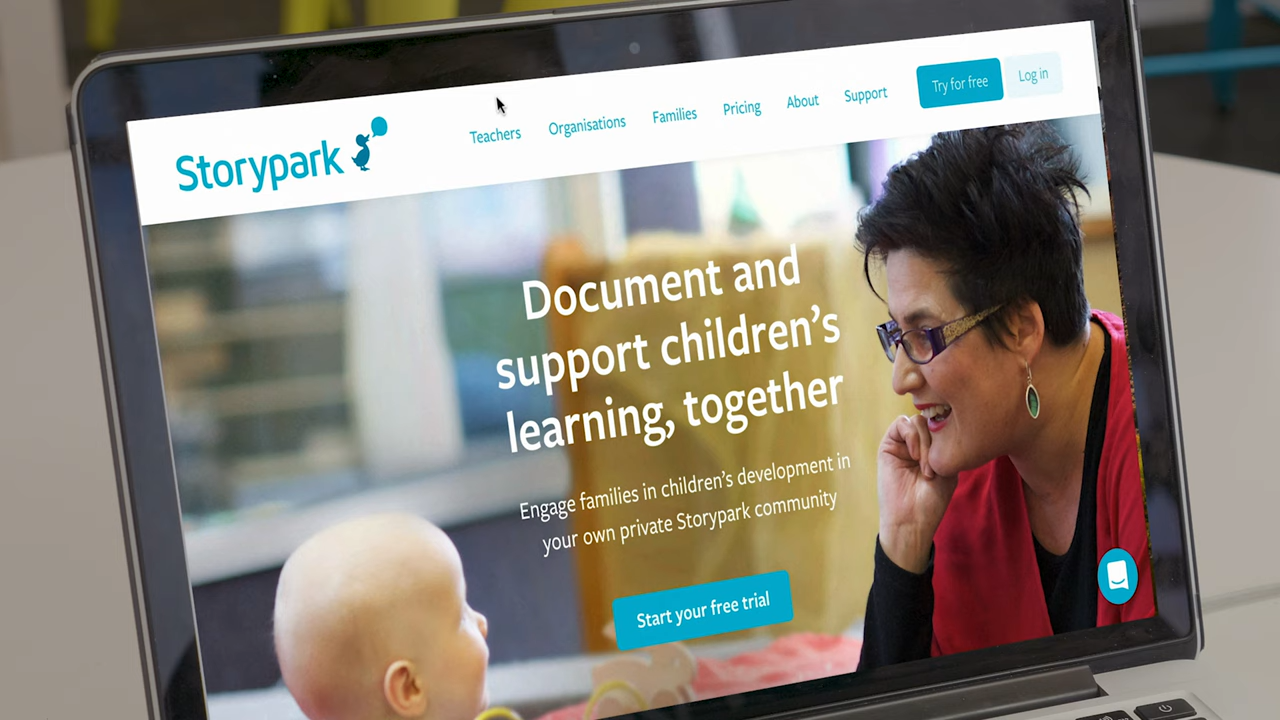 Storypark
Teachers
Organisations
Families
Pricing
About
Support
Try for free
Log in
Document and
support children's
learning, together
Engage families in children's development in
your own private Storypark community
Start your free trial